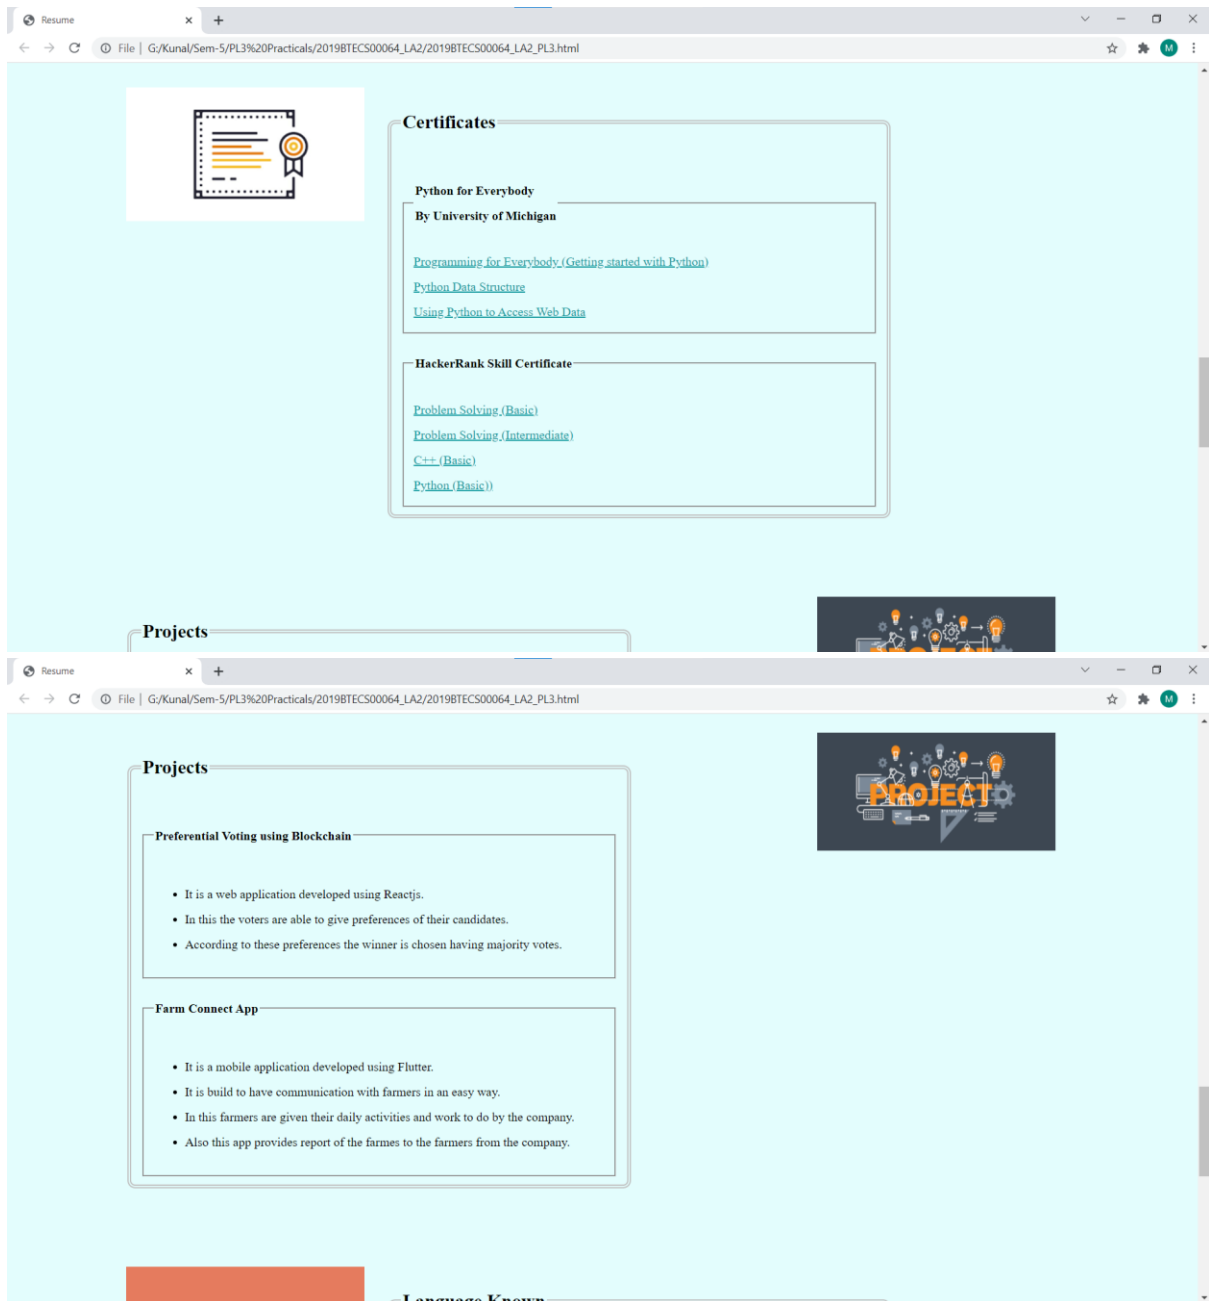 Resume
File | G:/Kunal/Sem-5/PL3%20Practicals/2019BTECS00064_LA2/2019BTECS00064_LA2_PL3.html
M
Certificates
Python for Everybody
By University of Michigan
Programming for Everybody (Getting started with Python)
Python Data Structure
Using Python to Access Web Data
HackerRank Skill Certificate
Problem Solving (Basic)
Problem Solving (Intermediate)
C++ (Basic)
Python (Basic))
Projects
PROJECT
Resume
File | G:/Kunal/Sem-5/PL3%20Practicals/2019BTECS00064_LA2/2019BTECS00064_LA2_PL3.html
M
Projects
PROJECT
Preferential Voting using Blockchain
• It is a web application developed using Reactjs.
• In this the voters are able to give preferences of their candidates.
• According to these preferences the winner is chosen having majority votes.
Farm Connect App
• It is a mobile application developed using Flutter.
• It is build to have communication with farmers in an easy way.
• In this farmers are given their daily activities and work to do by the company.
• Also this app provides report of the farmes to the farmers from the company.
Language Known